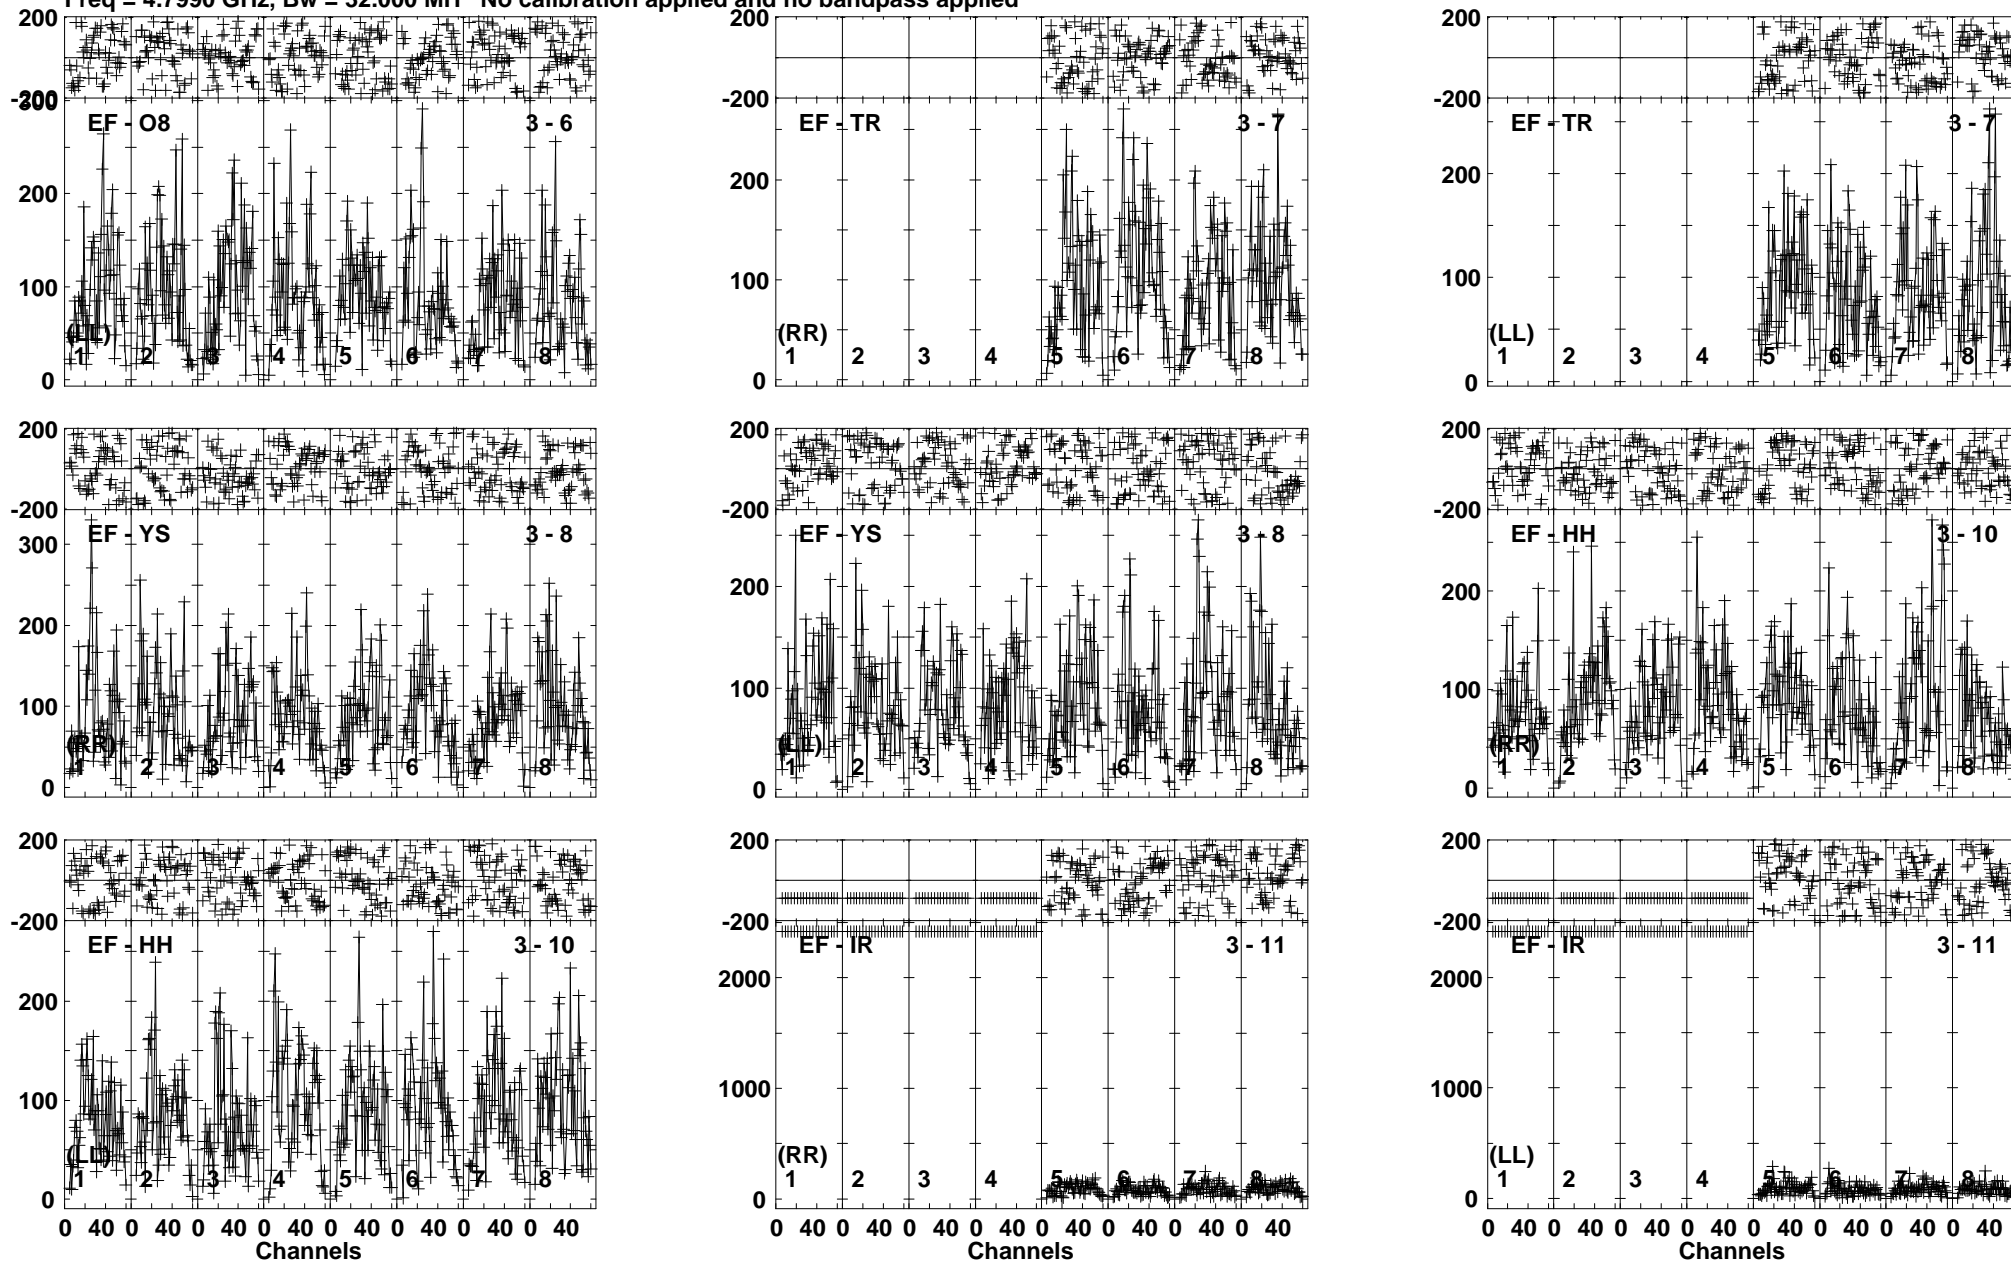 Freq = 4.7990 GHz, Bw = 32.000 MH No calibration applied and no bandpass applied
200 200 200
-200 -200 -200
300
EF - O8 3 - 6 EF - TR 3 - 7 EF - TR 3 - 7
200 200 200
100 100 100
(LL) (RR) (LL)
1 2 3 4 5 6 7 8 1 2 3 4 5 6 7 8 1 2 3 4 5 6 7 8
0 0 0
200 200 200
-200 -200 -200
EF - YS 3 - 8 EF - YS 3 - 8 EF - HH 3 - 10
300
200 200 200
100 100 100
(RR) (LL) (RR)
1 2 3 4 5 6 7 8 1 2 3 4 5 6 7 8 1 2 3 4 5 6 7 8
0 0 0
200 200 200
-200 -200 -200
EF - HH 3 - 10 EF - IR 3 - 11 EF - IR 3 - 11
200 2000 2000
100 1000 1000
(LL) (RR) (LL)
1 2 3 4 5 6 7 8 1 2 3 4 5 6 7 8 1 2 3 4 5 6 7 8
0 0 0
0 40 0 40 0 40 0 40 0 40 0 40 0 40 0 40 0 40 0 40 0 40 0 40 0 40 0 40 0 40 0 40 0 40 0 40 0 40 0 40 0 40 0 40 0 40 0 40
Channels Channels Channels